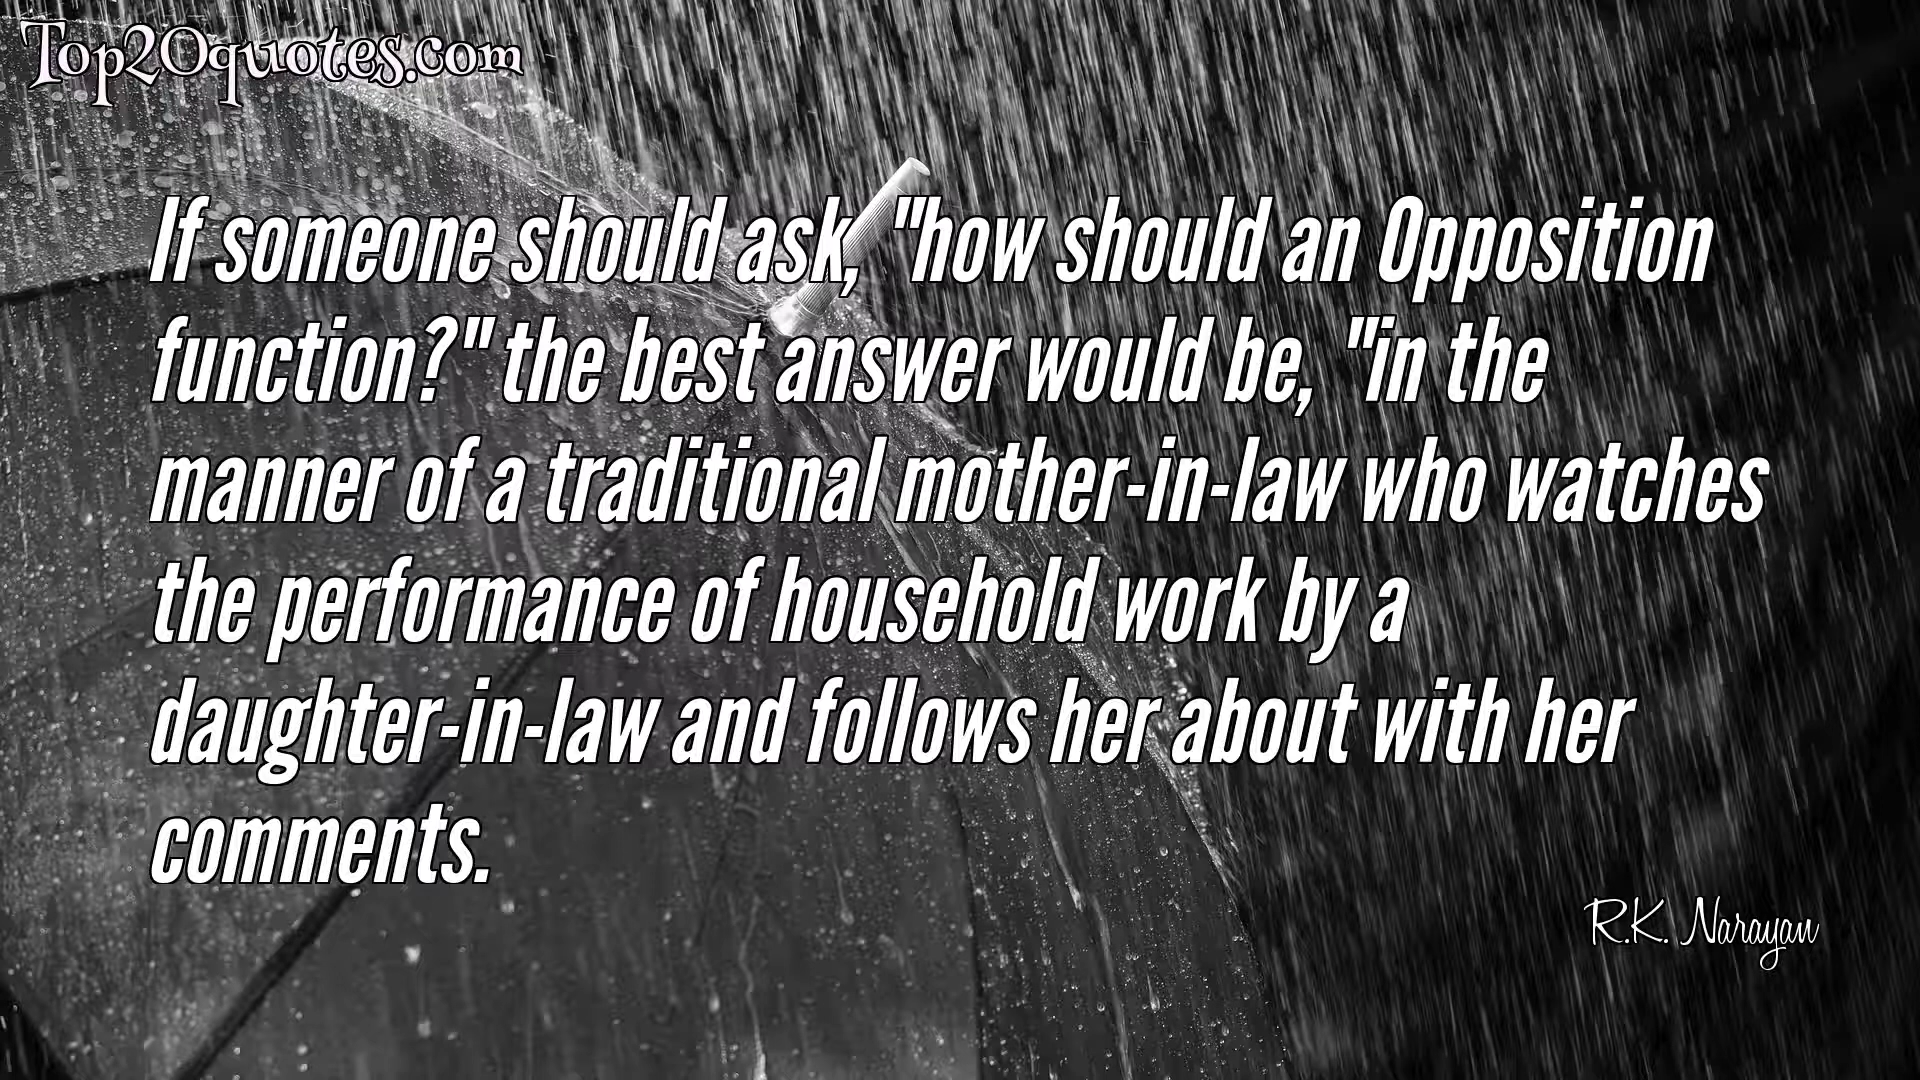 Top20quotes.com
If someone should ask, "how should an Opposition
function?" the best answer would be, "in the
manner of a traditional mother-in-law who watches
the performance of household work by a
daughter-in-law and follows her about with her
comments.
R.K. Narayan